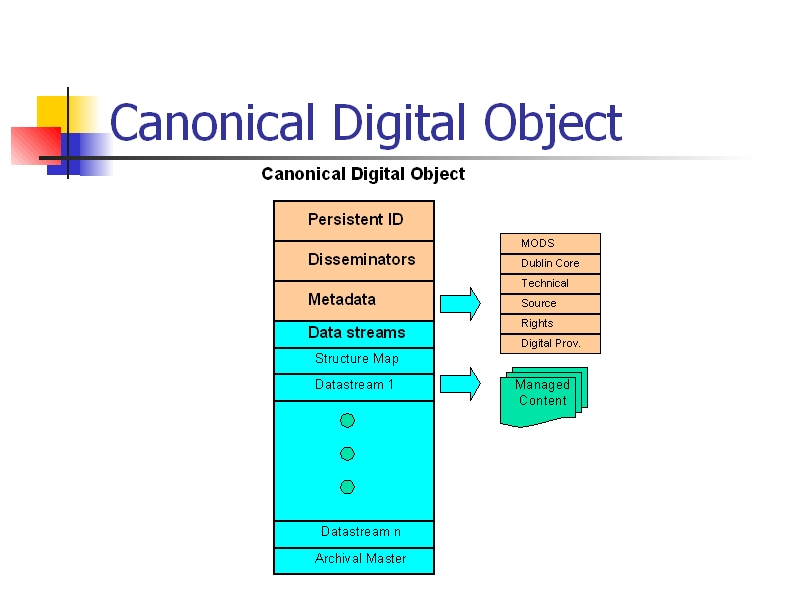 Canonical Digital Object
Canonical Digital Object
Persistent ID
Disseminators
Metadata
Data streams
Structure Map
Datastream 1
Datastream n
Archival Master
MODS
Dublin Core
Technical
Source
Rights
Digital Prov.
Managed
Content